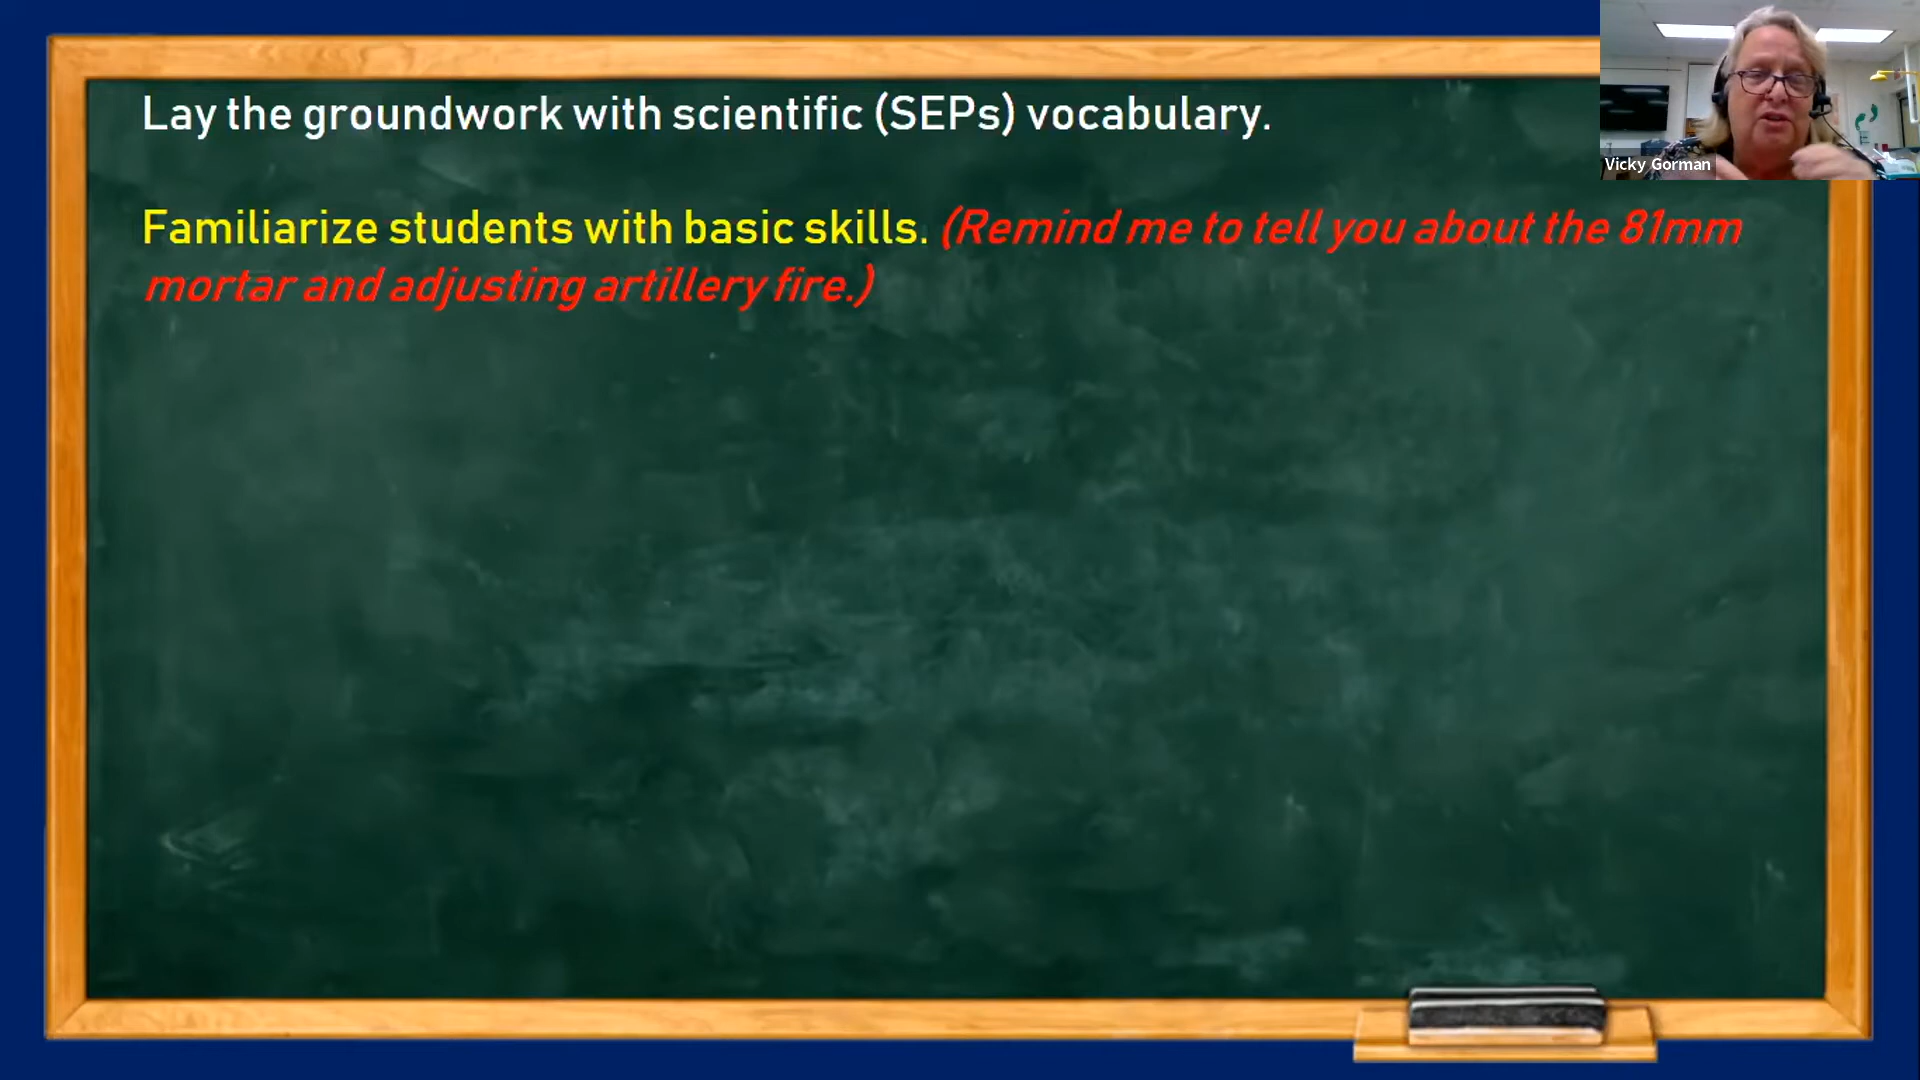 Lay the groundwork with scientific (SEPs) vocabulary.
Familiarize students with basic skills. (Remind me to tell you about the 81mm
mortar and adjusting artillery fire.)
Vicky Gorman